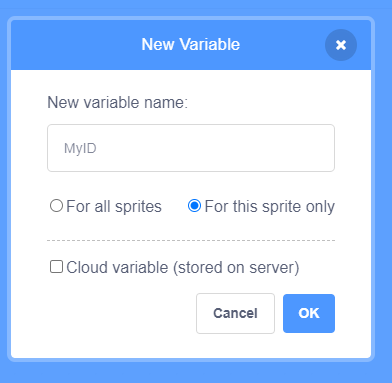 New Variable
New variable name:
MyID
For all sprites
For this sprite only
Cloud variable (stored on server)
Cancel
OK